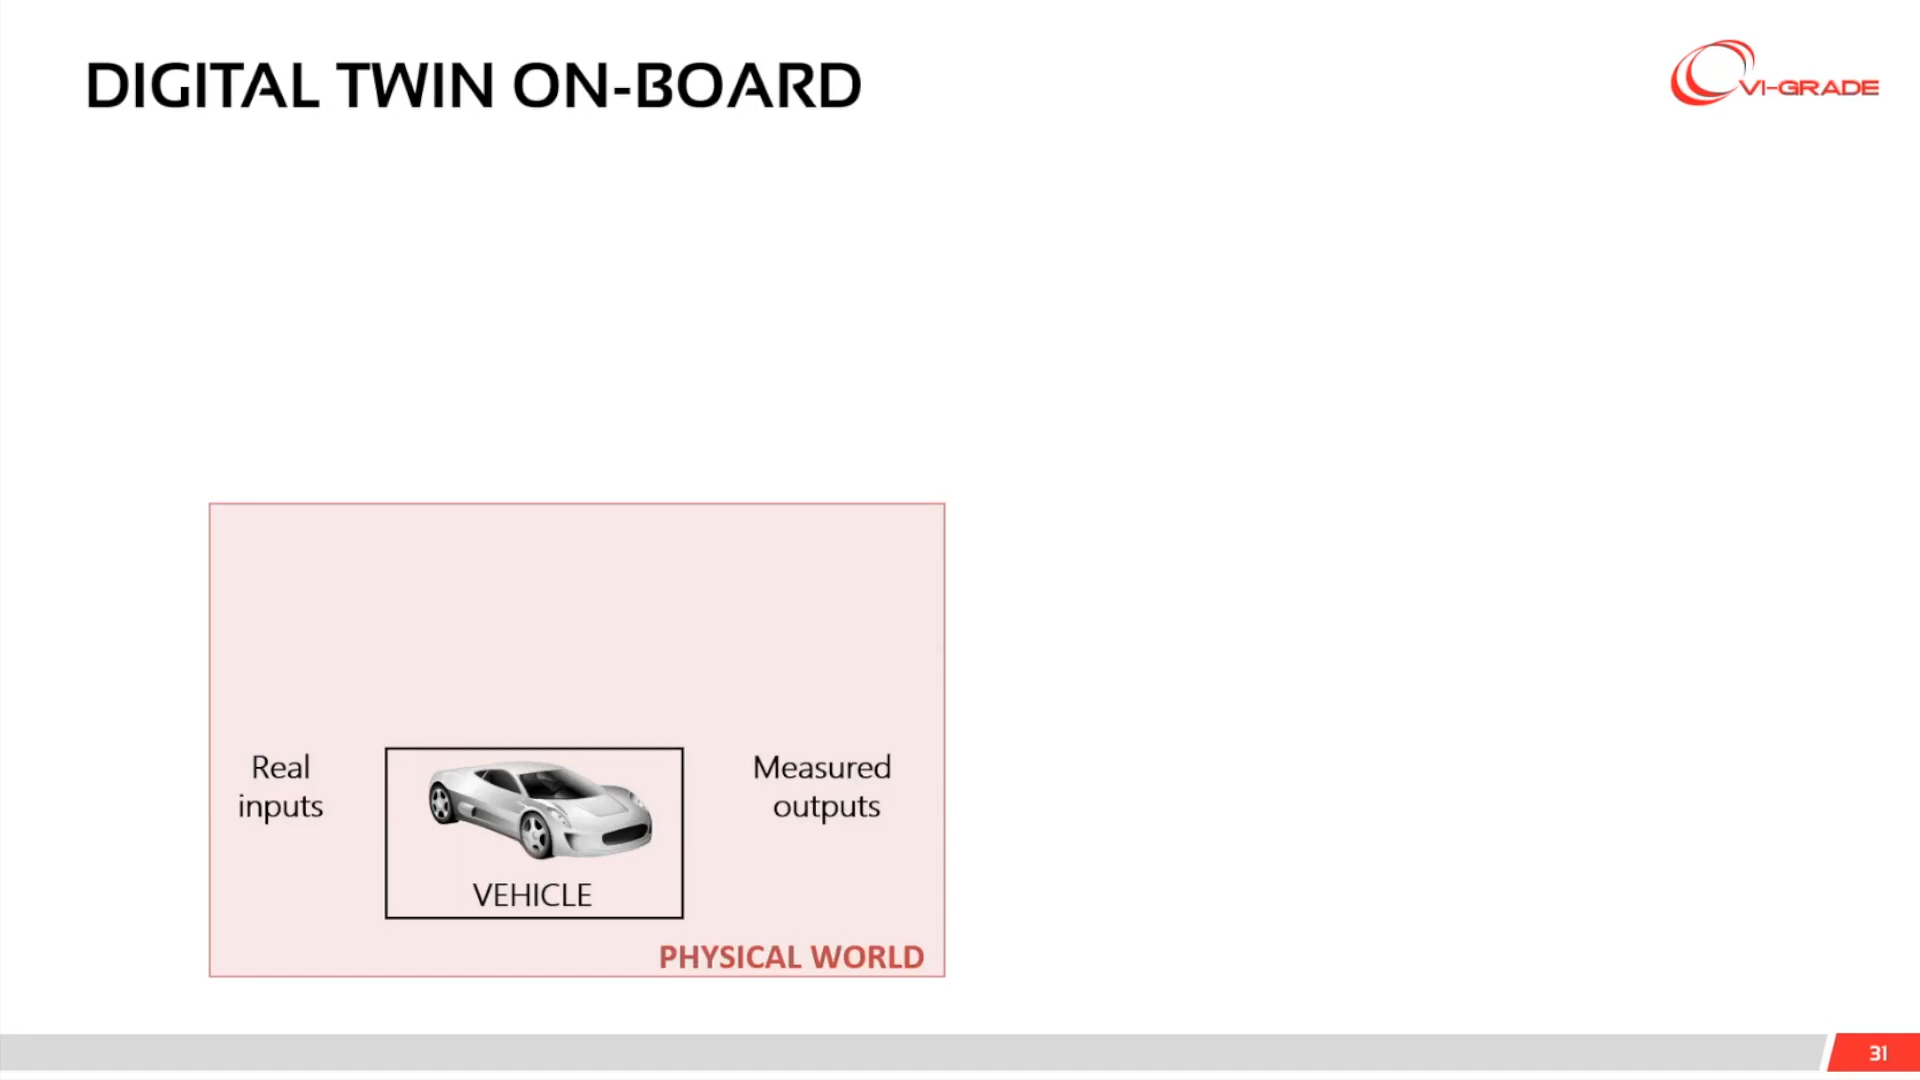 DIGITAL TWIN ON-BOARD
VI-GRADE
Real
inputs
VEHICLE
Measured
outputs
PHYSICAL WORLD
31